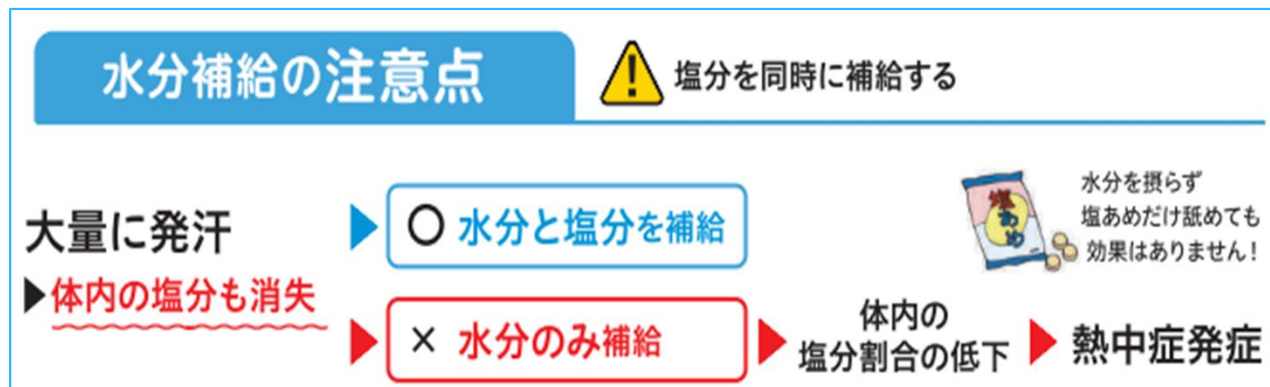 水分補給の注意点
塩分を同時に補給する
大量に発汗
▶体内の塩分も消失
○ 水分と塩分を補給
塩あめ
水分を摂らず
塩あめだけ舐めても
効果はありません！
× 水分のみ補給
体内の
塩分割合の低下
熱中症発症